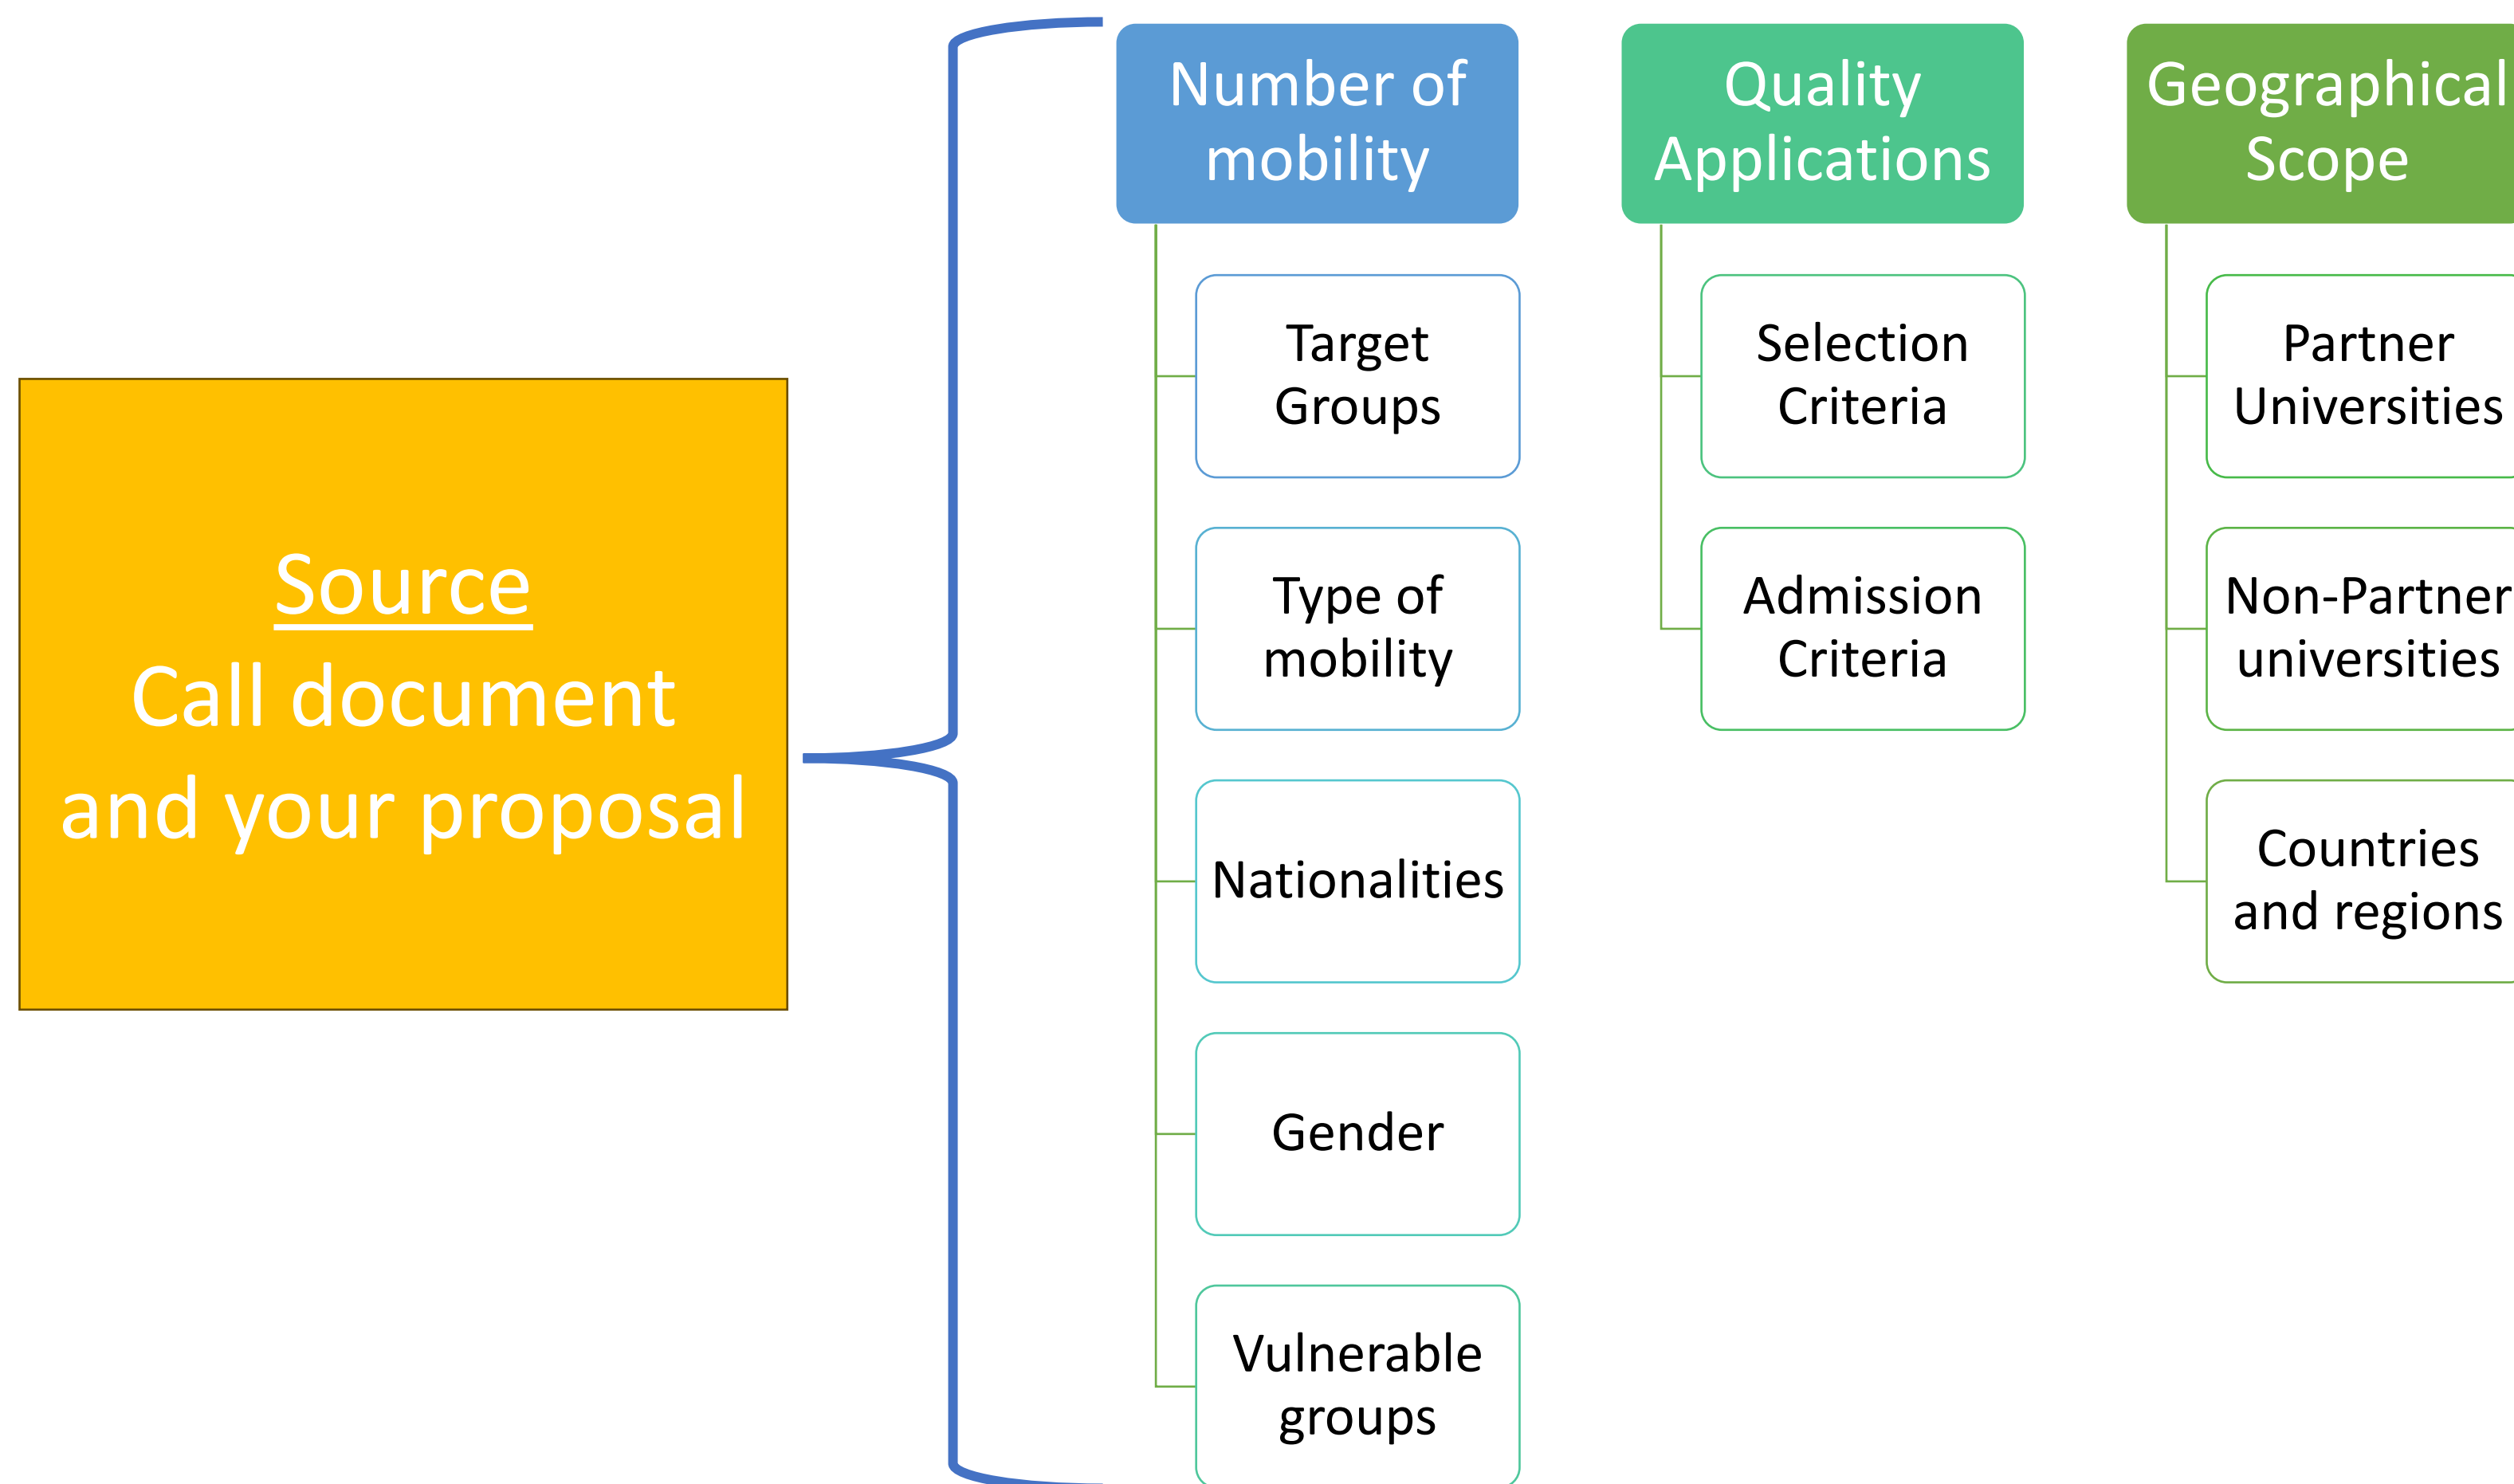 Source
Call document
and your proposal
Number of
mobility
Target
Groups
Type of
mobility
Nationalities
Gender
Vulnerable
groups
Quality
Applications
Selection
Criteria
Admission
Criteria
Geographical
Scope
Partner
Universities
Non-Partner
universities
Countries
and regions